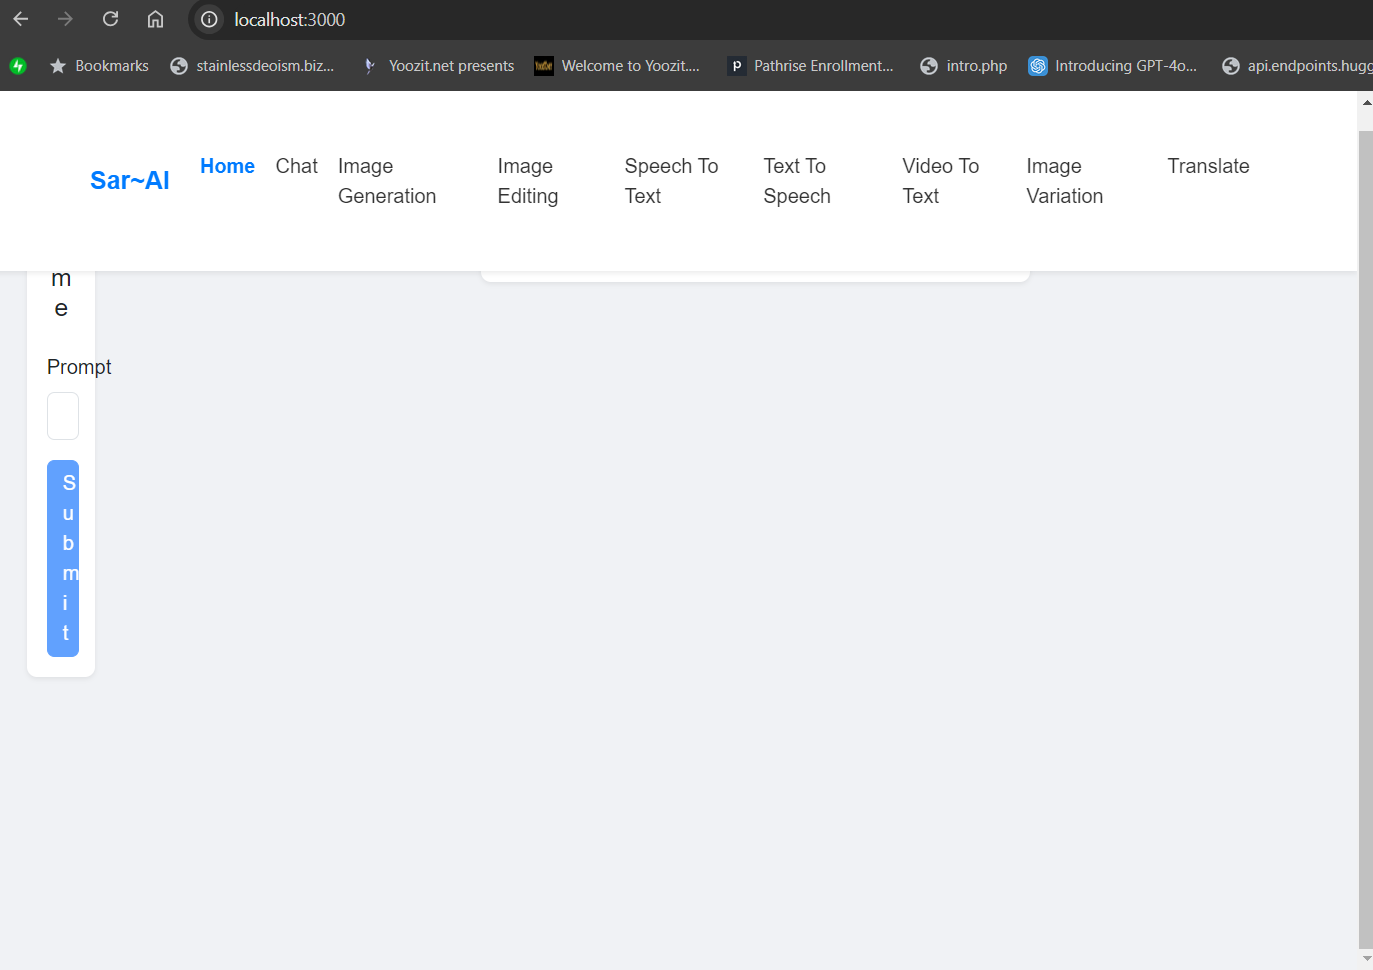 localhost:3000
Bookmarks stainlessdeoism.biz... Yoozit.net presents Welcome to Yoozit.... Pathrise Enrollment... intro.php Introducing GPT-4o... api.endpoints.hugg
Sar~AI Home Chat Image Generation Image Editing Speech To Text Text To Speech Video To Text Image Variation Translate
m
e
Prompt
S
u
b
m
i
t